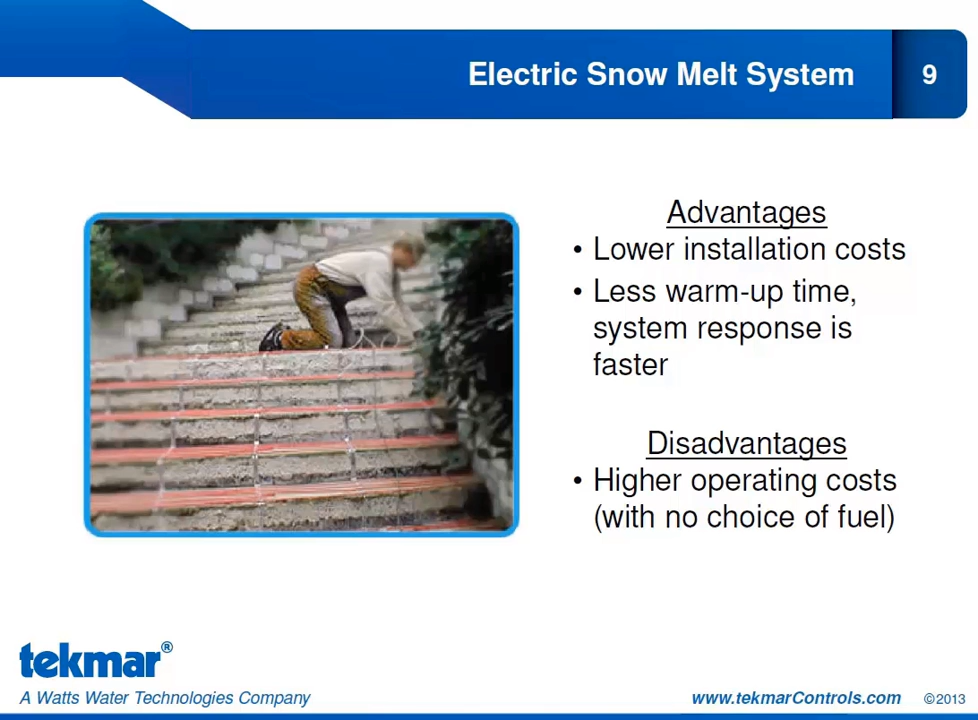 Electric Snow Melt System
9
Advantages
• Lower installation costs
• Less warm-up time,
system response is
faster
Disadvantages
• Higher operating costs
(with no choice of fuel)
tekmar®
A Watts Water Technologies Company
www.tekmarControls.com
©2013